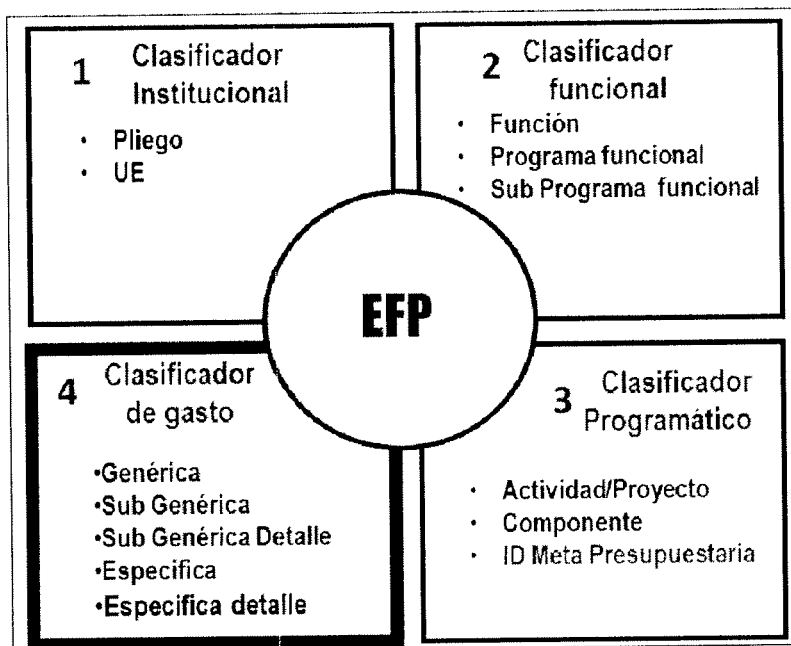 1 Clasificador
Institucional
· Pliego
· UE
2 Clasificador
funcional
· Función
· Programa funcional
· Sub Programa funcional
EFP
4 Clasificador
de gasto
•Genérica
•Sub Genérica
•Sub Genérica Detalle
•Especifica
•Especifica detalle
3 Clasificador
Programático
· Actividad/Proyecto
· Componente
· ID Meta Presupuestaria